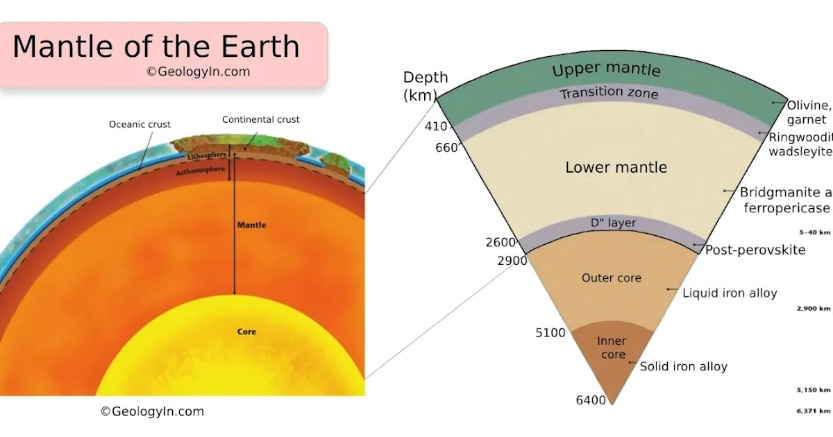 Mantle of the Earth
©GeologyIn.com
Oceanic crust
Continental crust
Lithosphere
Asthenosphere
Mantle
Core
©GeologyIn.com
Depth
(km)
410
660
2600
2900
5100
6400
Upper mantle
Transition zone
Lower mantle
D" layer
Outer core
Inner
core
Olivine,
garnet
Ringwoodit
wadsleyite
Bridgmanite a
ferropericase
Post-perovskite
Liquid iron alloy
Solid iron alloy
5–40 km
2,900 km
5,150 km
6,371 km